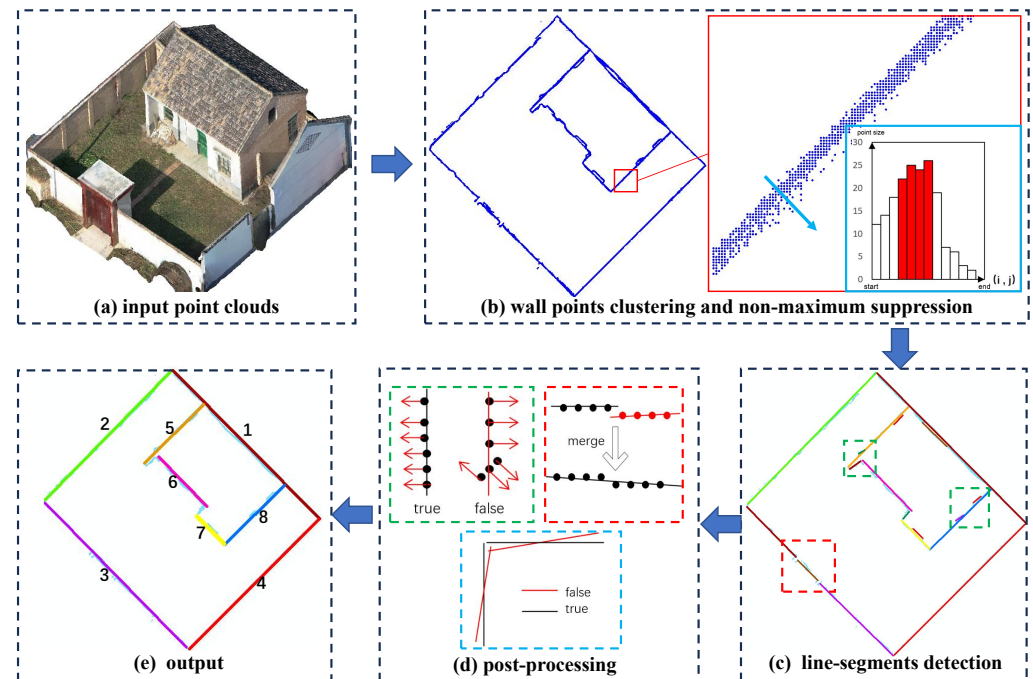 (a) input point clouds
point size
30
25
20
15
10
5
0
start
end
(i , j)
(b) wall points clustering and non-maximum suppression
(c) line-segments detection
true
false
merge
false
true
(d) post-processing
1
2
3
4
5
6
7
8
(e) output